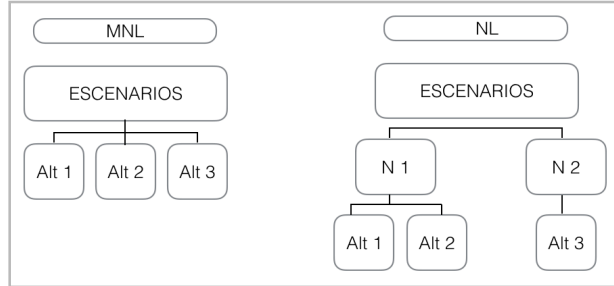 MNL
ESCENARIOS
Alt 1
Alt 2
Alt 3
NL
ESCENARIOS
N 1
N 2
Alt 1
Alt 2
Alt 3